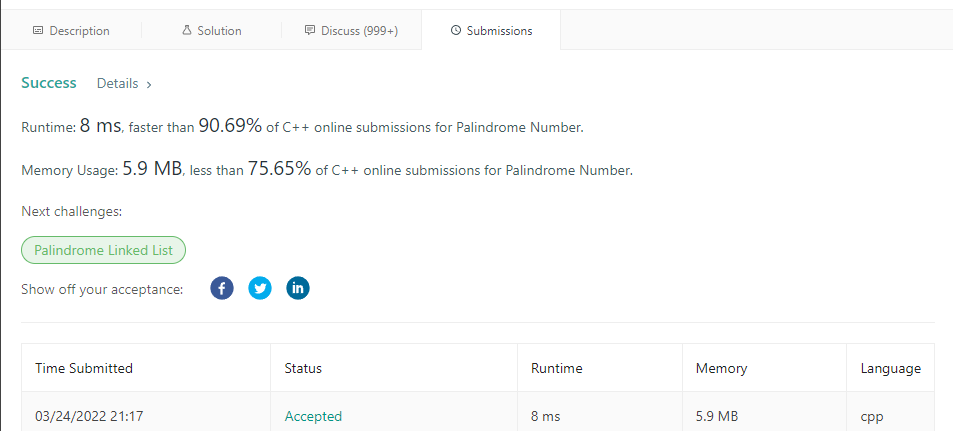 Description Solution Discuss (999+) Submissions
Success Details >
Runtime: 8 ms, faster than 90.69% of C++ online submissions for Palindrome Number.
Memory Usage: 5.9 MB, less than 75.65% of C++ online submissions for Palindrome Number.
Next challenges:
Palindrome Linked List
Show off your acceptance: f in
Time Submitted Status Runtime Memory Language
03/24/2022 21:17 Accepted 8 ms 5.9 MB cpp